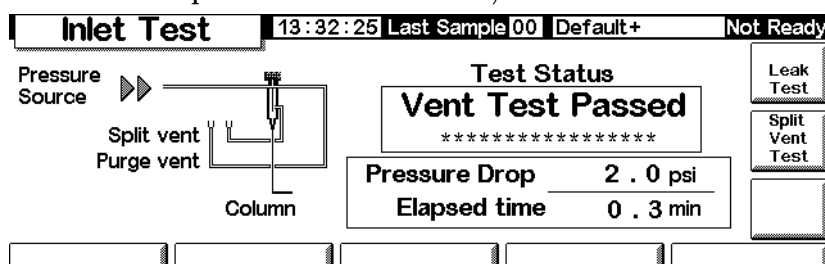 Inlet Test 13:32:25 Last Sample 00 Default+ Not Ready
Pressure Source
Split vent
Purge vent
Column
Test Status
Vent Test Passed
*****************
Pressure Drop 2 . 0 psi
Elapsed time 0 . 3 min
Leak Test
Split Vent Test